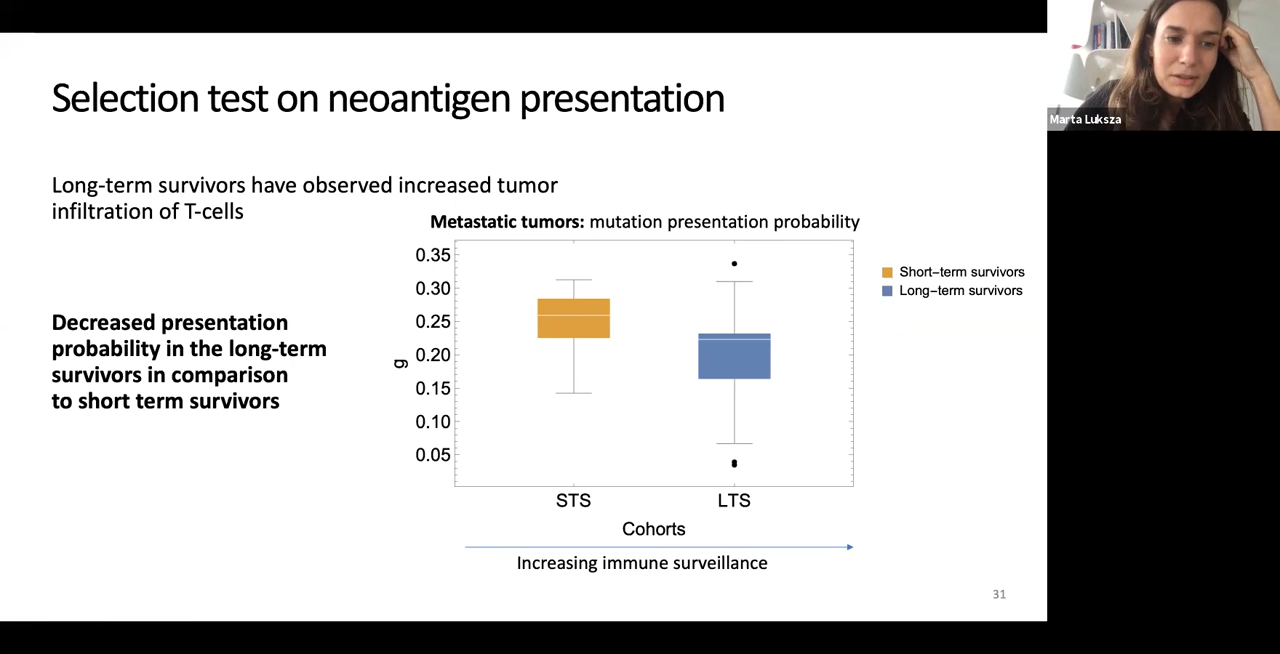 Selection test on neoantigen presentation
Marta Luksza
Long-term survivors have observed increased tumor
infiltration of T-cells
Metastatic tumors: mutation presentation probability
Decreased presentation
probability in the long-term
survivors in comparison
to short term survivors
g
0.35
0.30
0.25
0.20
0.15
0.10
0.05
STS
LTS
Cohorts
Increasing immune surveillance
Short-term survivors
Long-term survivors
31